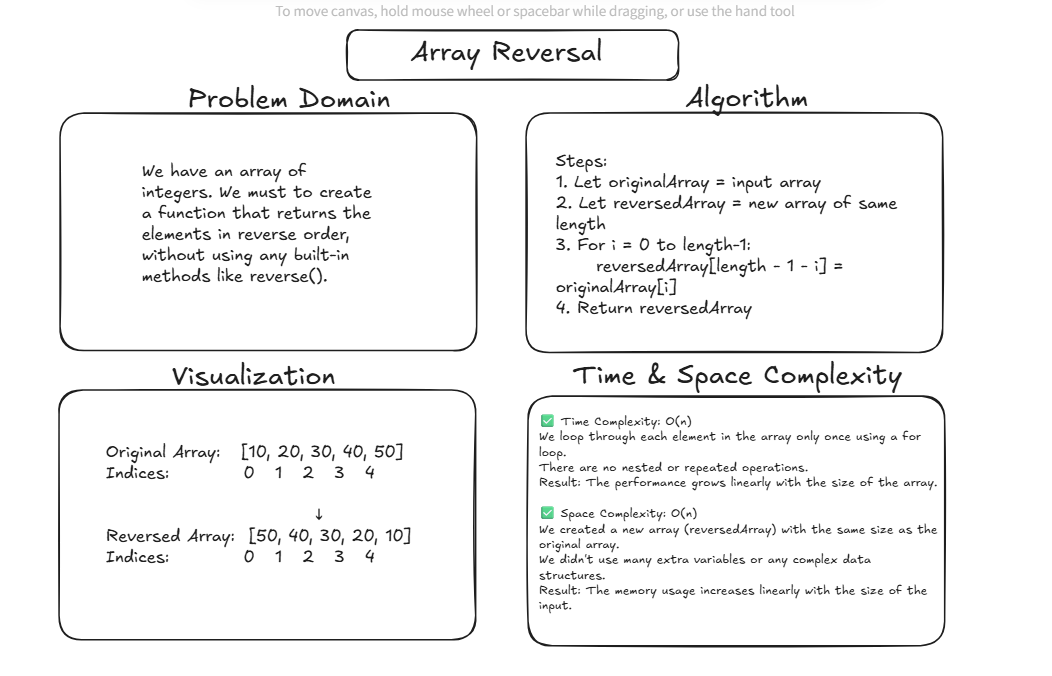 To move canvas, hold mouse wheel or spacebar while dragging, or use the hand tool
Array Reversal
Problem Domain
We have an array of
integers. We must to create
a function that returns the
elements in reverse order,
without using any built-in
methods like reverse().
Algorithm
Steps:
1. Let originalArray = input array
2. Let reversedArray = new array of same
length
3. For i = 0 to length-1:
reversedArray[length - 1 - i] =
originalArray[i]
4. Return reversedArray
Visualization
Original Array: [10, 20, 30, 40, 50]
Indices: 0 1 2 3 4
↓
Reversed Array: [50, 40, 30, 20, 10]
Indices: 0 1 2 3 4
Time & Space Complexity
✅ Time Complexity: O(n)
We loop through each element in the array only once using a for
loop.
There are no nested or repeated operations.
Result: The performance grows linearly with the size of the array.
✅ Space Complexity: O(n)
We created a new array (reversedArray) with the same size as the
original array.
We didn't use many extra variables or any complex data
structures.
Result: The memory usage increases linearly with the size of the
input.